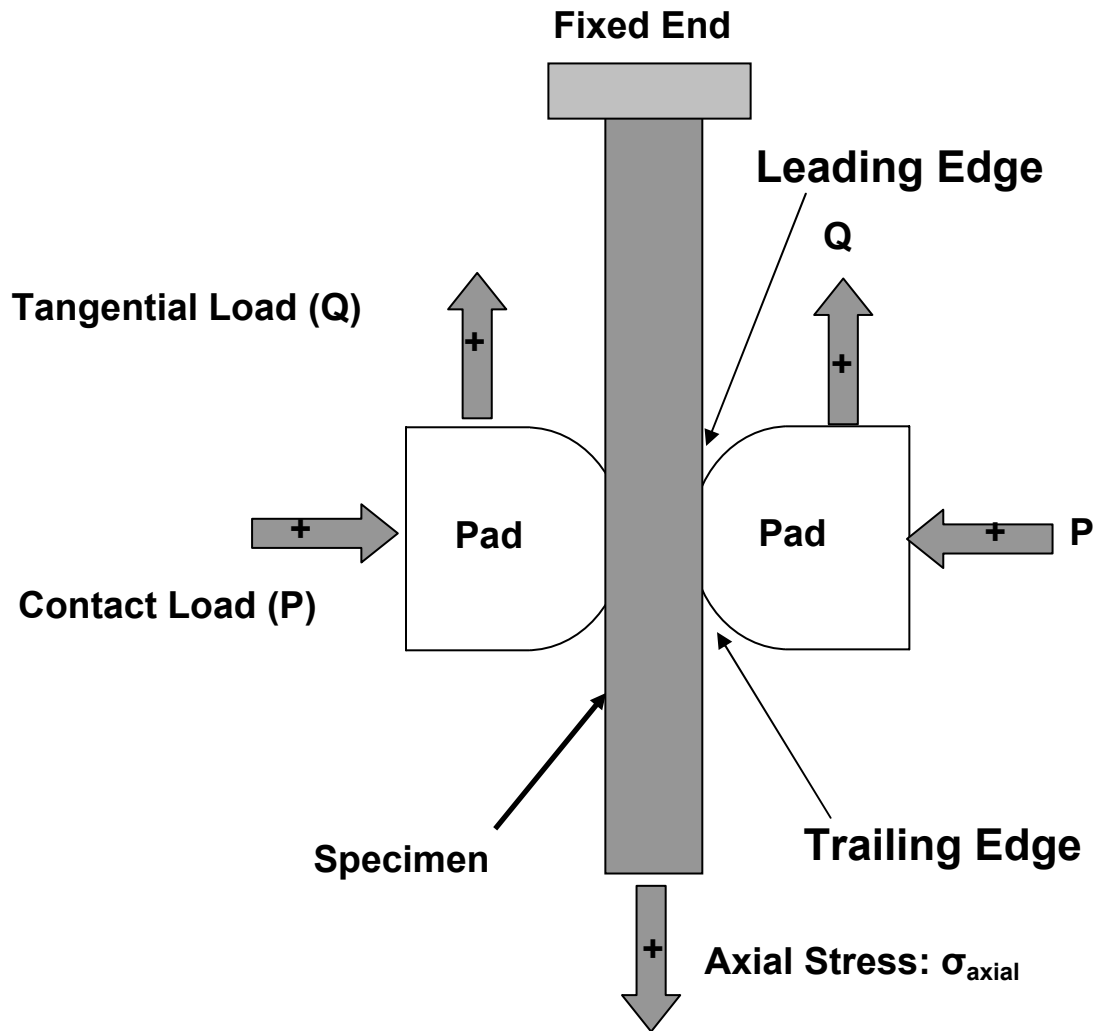 Fixed End
Leading Edge
Q
Tangential Load (Q)
+
+
Pad
Pad
+
+
P
Contact Load (P)
Specimen
Trailing Edge
+
Axial Stress: σaxial